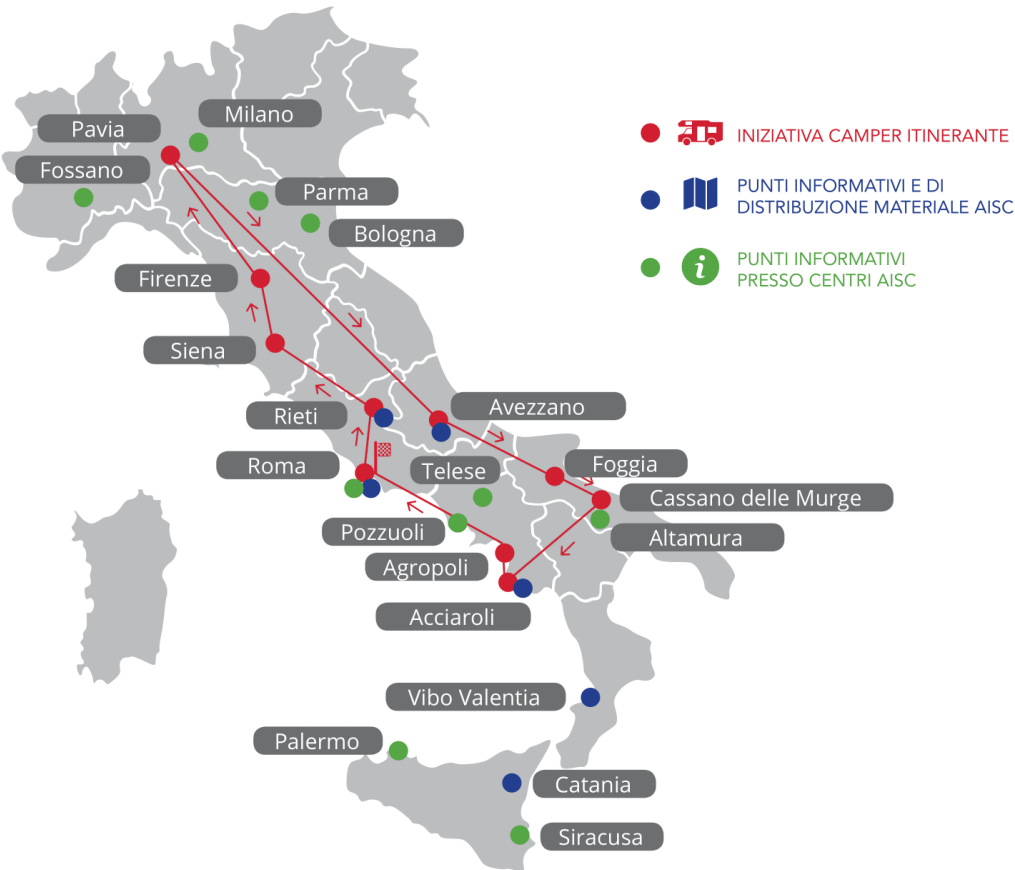 Milano
Pavia
Fossano
Parma
Bologna
Firenze
Siena
Rieti
Avezzano
Roma
Telese
Foggia
Cassano delle Murge
Pozzuoli
Altamura
Agropoli
Acciaroli
Vibo Valentia
Palermo
Catania
Siracusa
INIZIATIVA CAMPER ITINERANTE
PUNTI INFORMATIVI E DI
DISTRIBUZIONE MATERIALE AISC
i
PUNTI INFORMATIVI
PRESSO CENTRI AISC